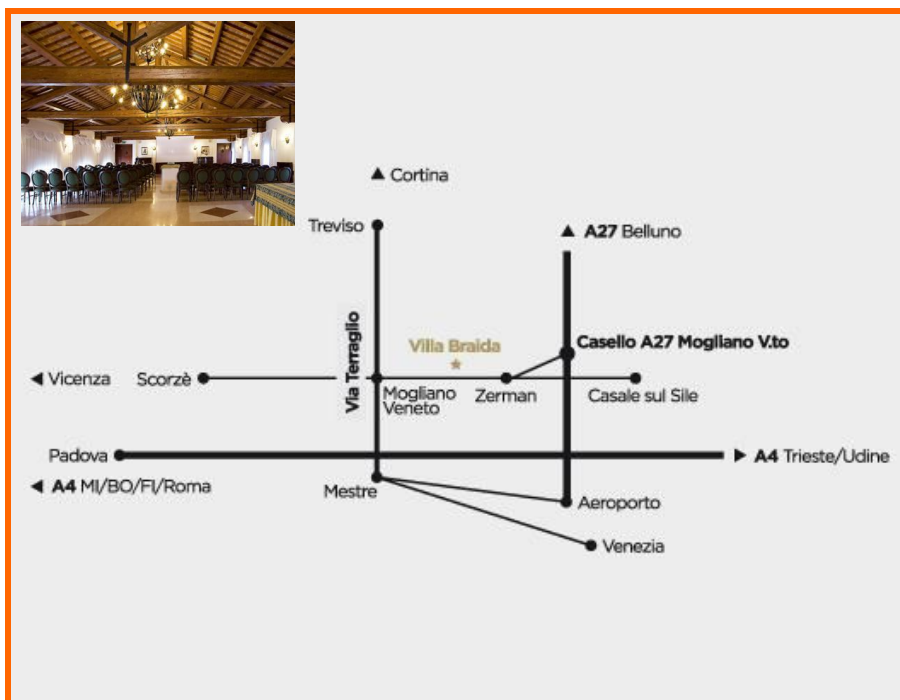 Cortina
Treviso
A27 Belluno
Via Terraglio
Villa Braida
Casello A27 Mogliano V.to
Vicenza
Scorzè
Mogliano
Veneto
Zerman
Casale sul Sile
Padova
A4 Trieste/Udine
A4 MI/BO/FI/Roma
Mestre
Aeroporto
Venezia